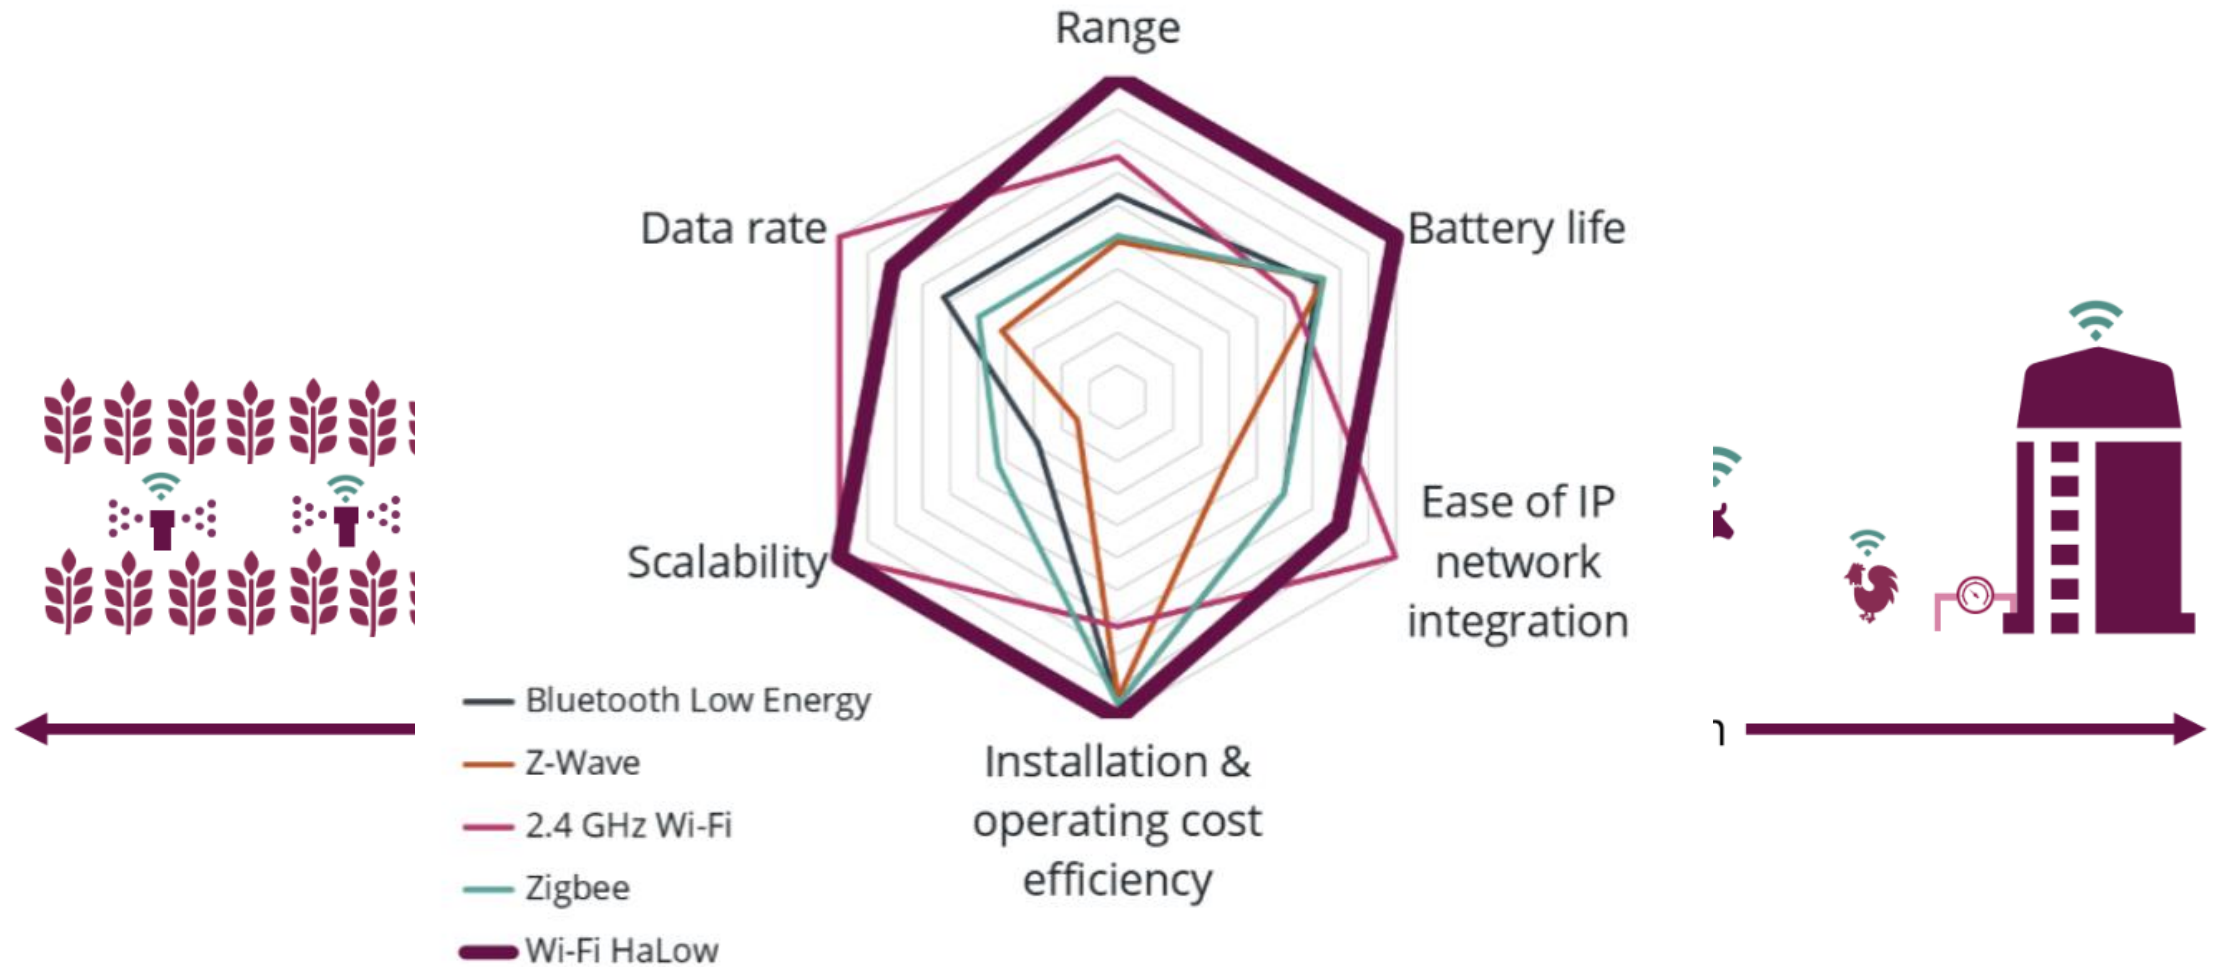 Range
Data rate
Battery life
Ease of IP
network
integration
Scalability
Installation &
operating cost
efficiency
Bluetooth Low Energy
Z-Wave
2.4 GHz Wi-Fi
Zigbee
Wi-Fi HaLow